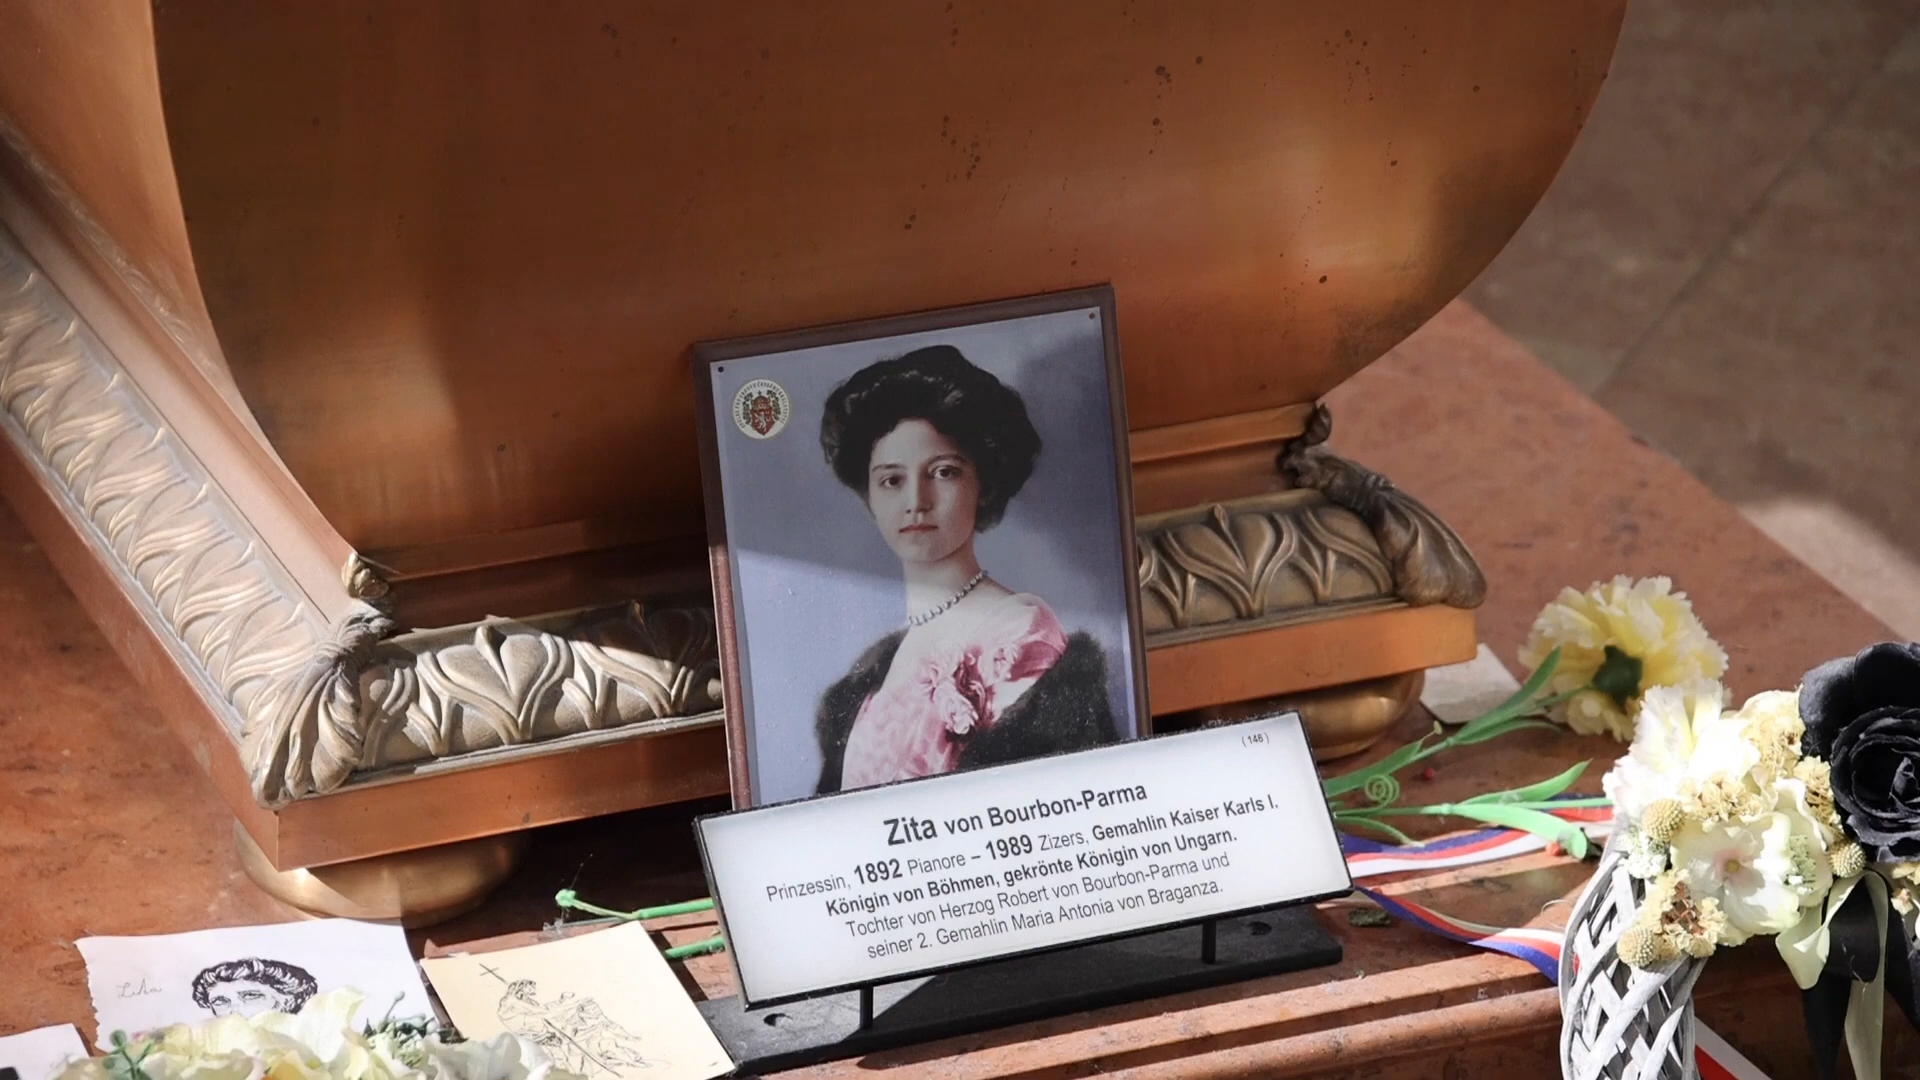 (146)
Zita von Bourbon-Parma
Prinzessin, 1892 Pianore – 1989 Zizers, Gemahlin Kaiser Karls I.
Königin von Böhmen, gekrönte Königin von Ungarn.
Tochter von Herzog Robert von Bourbon-Parma und
seiner 2. Gemahlin Maria Antonia von Braganza.